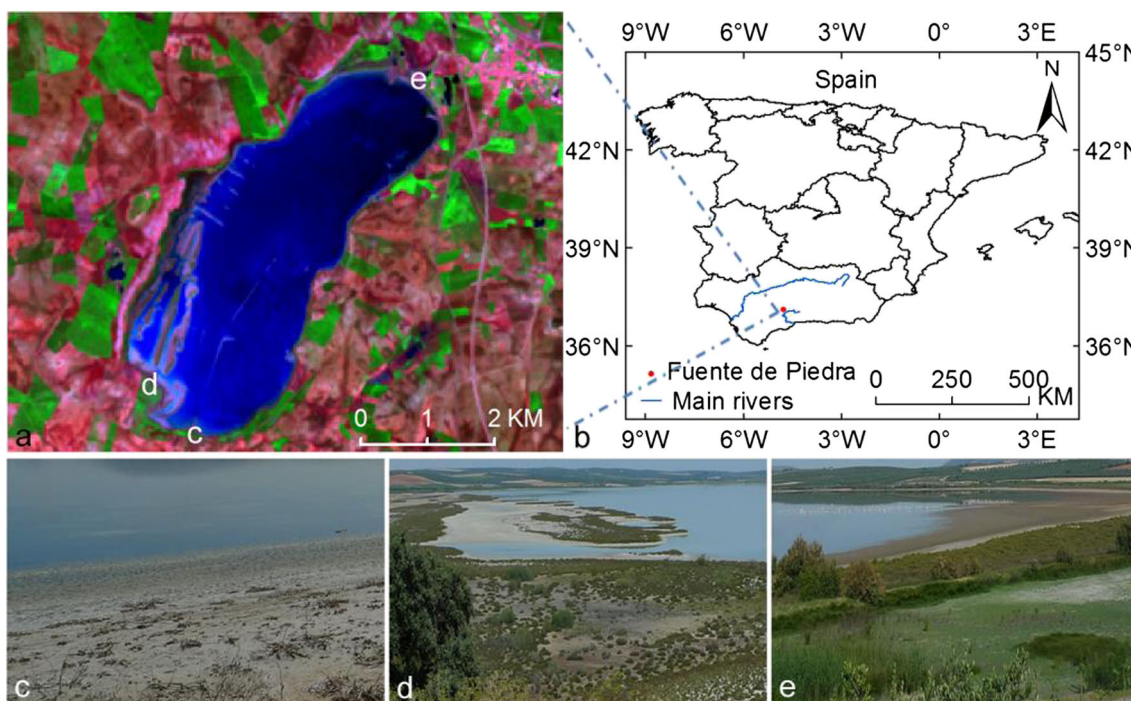 e
d
c
a
0 1 2 KM
9°W 6°W 3°W 0° 3°E
45°N
Spain
N
42°N 42°N
39°N 39°N
36°N 36°N
Fuente de Piedra
Main rivers
0 250 500
KM
b
9°W 6°W 3°W 0° 3°E
c
d
e